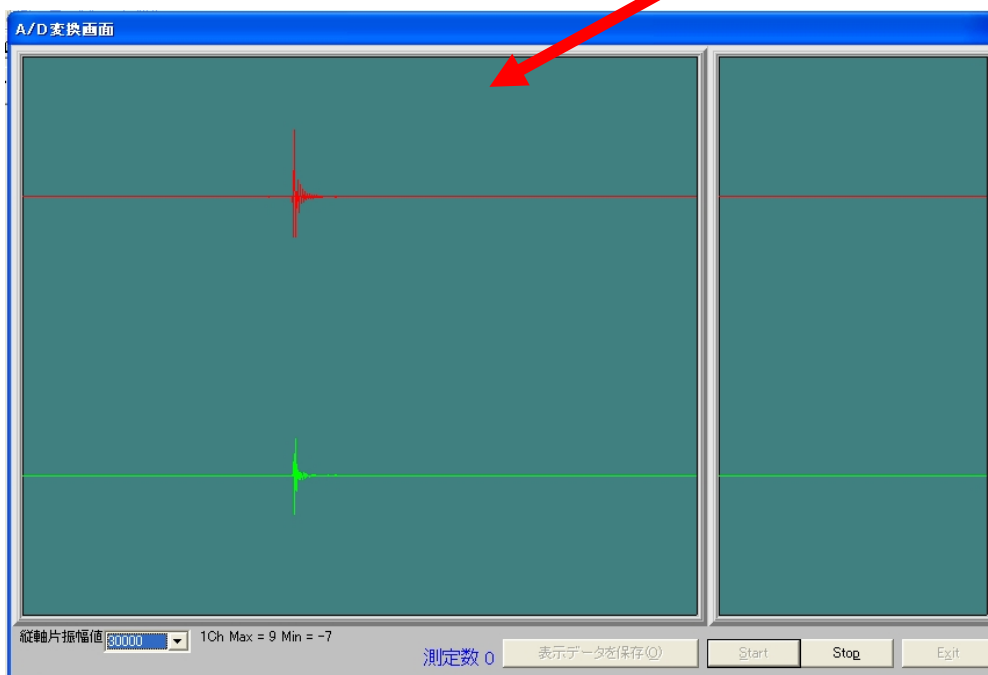 A/D変換画面
縦軸片振幅値 30000 1Ch Max = 9 Min = -7
測定数 0 表示データを保存(O) Start Stop Exit